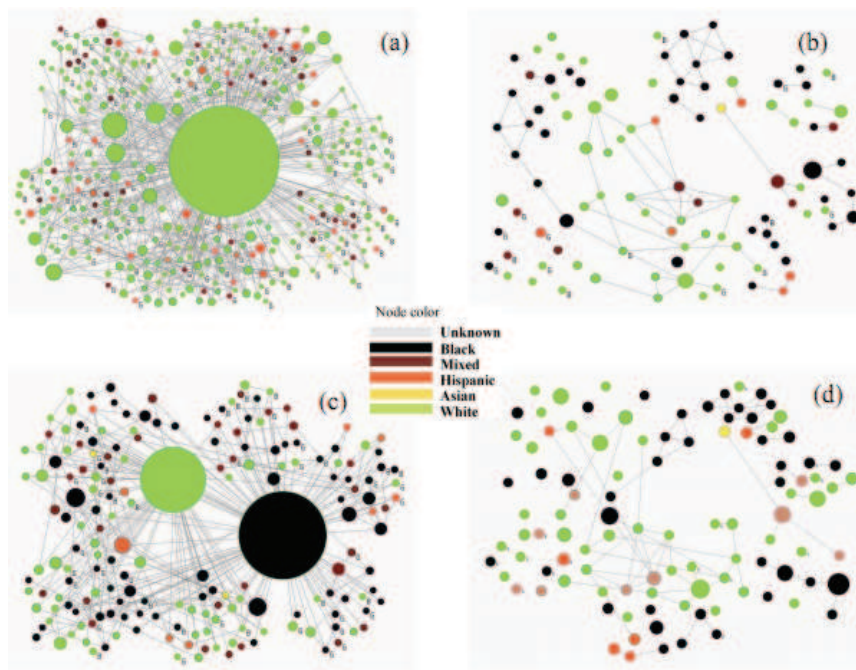 (a)
(b)
Node color
Unknown
Black
Mixed
Hispanic
Asian
White
(c)
(d)